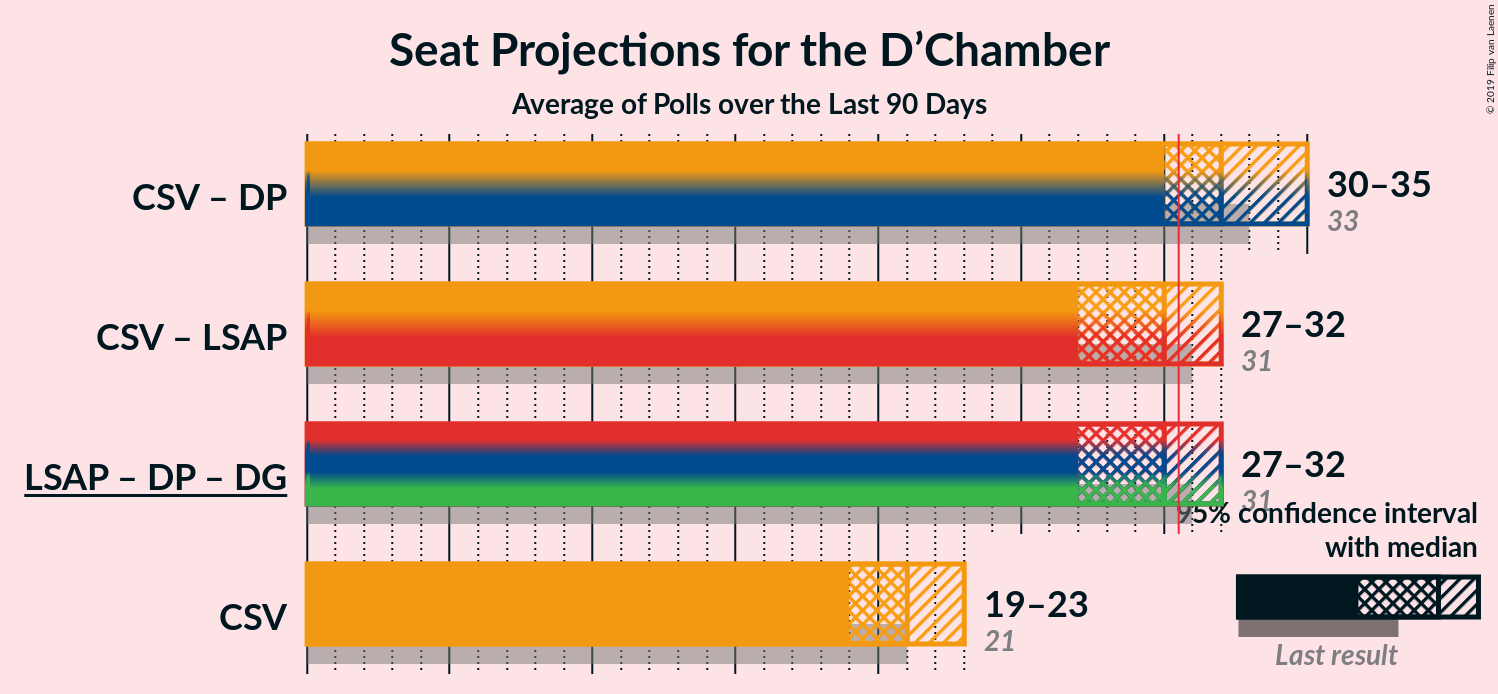 Seat Projections for the D’Chamber
Average of Polls over the Last 90 Days
© 2019 Filip van Laenen
CSV – DP
30–35
33
CSV – LSAP
27–32
31
LSAP – DP – DG
27–32
31
95% confidence interval
with median
CSV
19–23
21
Last result